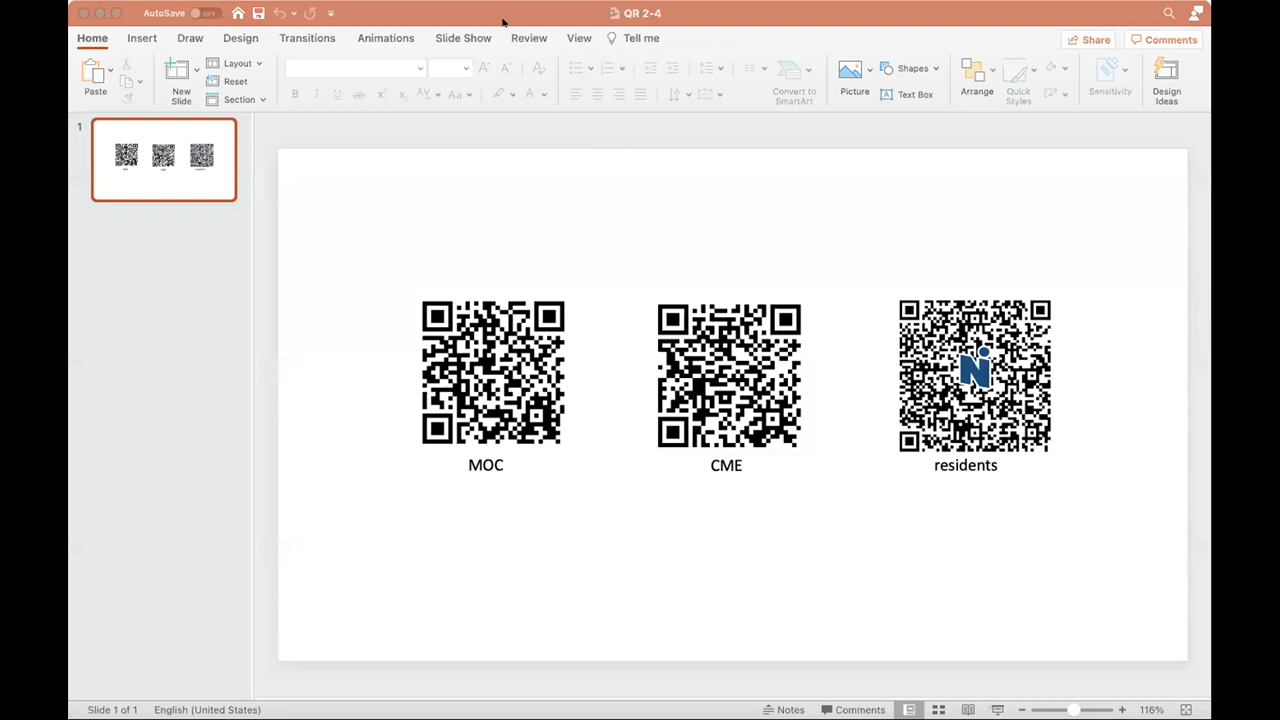 AutoSave OFF
QR 2-4
Home Insert Draw Design Transitions Animations Slide Show Review View Tell me
Share Comments
Paste
New Slide
Layout
Reset
Section
Convert to SmartArt
Picture
Shapes
Text Box
Arrange
Quick Styles
Sensitivity
Design Ideas
1
MOC
CME
residents
Slide 1 of 1 English (United States)
Notes Comments 116%